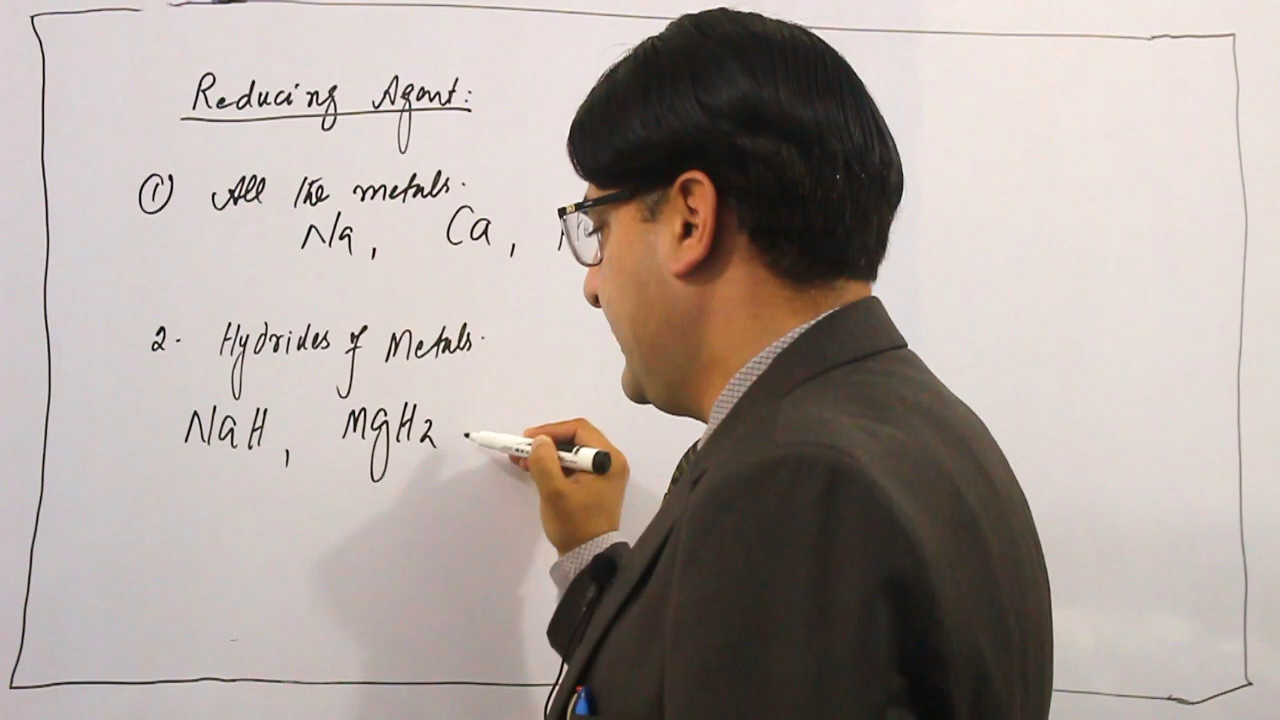 Reducing Agent:
① All the metals.
Na, Ca,
2. Hydrides of Metals.
NaH, MgH2